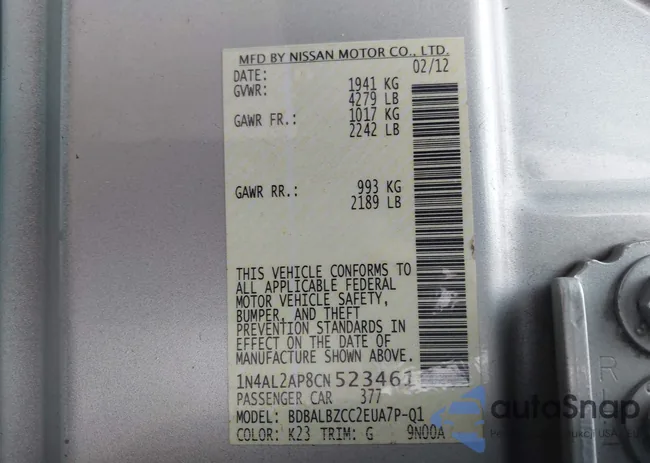 MFD BY NISSAN MOTOR CO., LTD.
DATE: 02/12
GVWR: 1941 KG
4279 LB
GAWR FR.: 1017 KG
2242 LB
GAWR RR.: 993 KG
2189 LB
THIS VEHICLE CONFORMS TO
ALL APPLICABLE FEDERAL
MOTOR VEHICLE SAFETY,
BUMPER, AND THEFT
PREVENTION STANDARDS IN
EFFECT ON THE DATE OF
MANUFACTURE SHOWN ABOVE.
1N4AL2AP8CN 523461
PASSENGER CAR 377
MODEL: BDBALBZCC2EUA7P-Q1
COLOR: K23 TRIM: G 9N00A
R
autoSnap